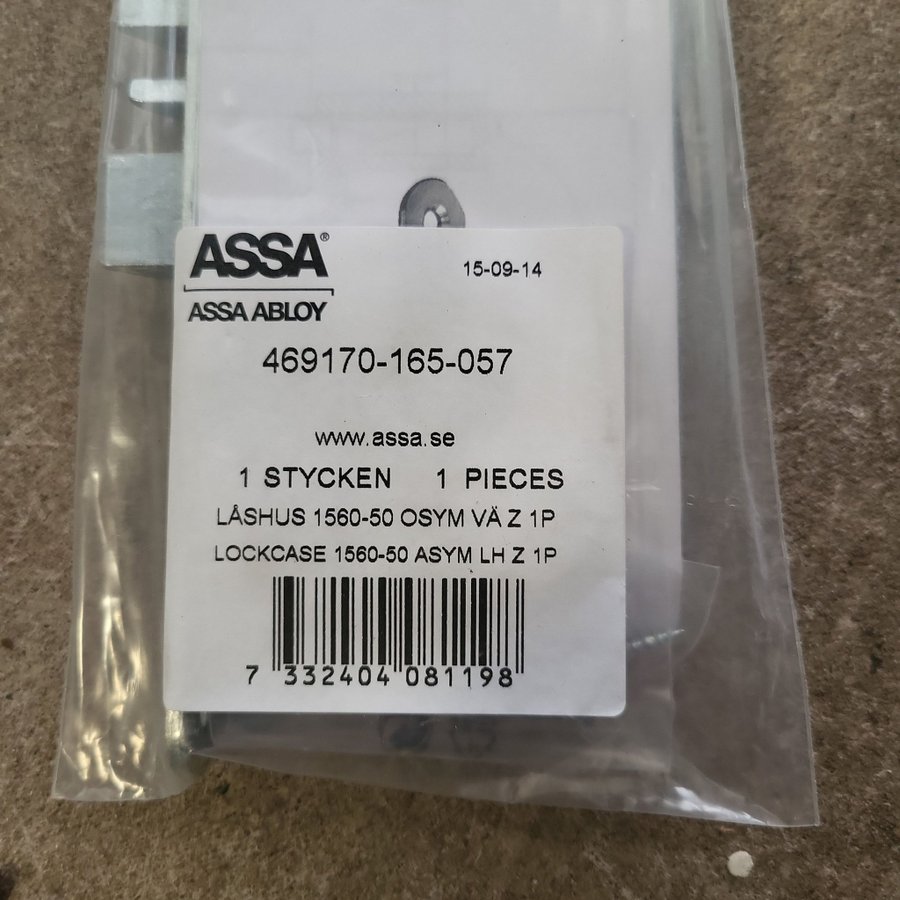 ASSA®
15-09-14
ASSA ABLOY
469170-165-057
www.assa.se
1 STYCKEN 1 PIECES
LÅSHUS 1560-50 OSYM VÄ Z 1P
LOCKCASE 1560-50 ASYM LH Z 1P
7 332404 081198